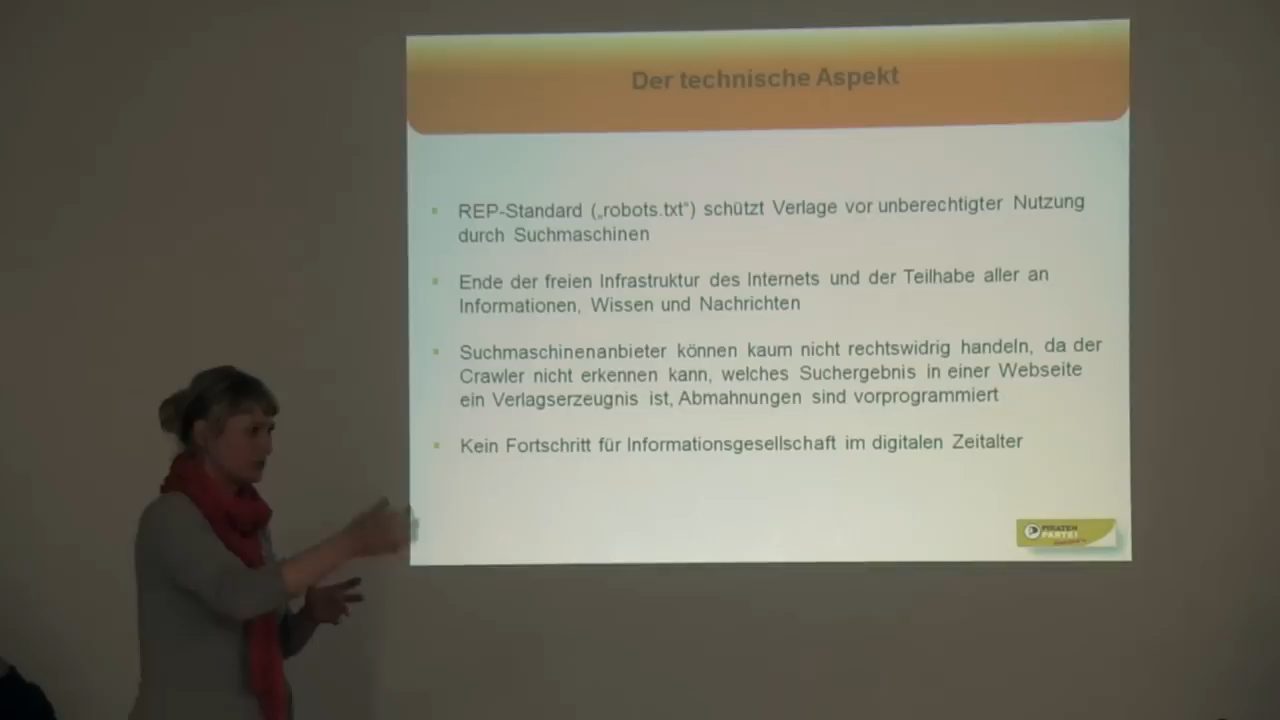 Der technische Aspekt
REP-Standard („robots.txt“) schützt Verlage vor unberechtigter Nutzung
durch Suchmaschinen
Ende der freien Infrastruktur des Internets und der Teilhabe aller an
Informationen, Wissen und Nachrichten
Suchmaschinenanbieter können kaum nicht rechtswidrig handeln, da der
Crawler nicht erkennen kann, welches Suchergebnis in einer Webseite
ein Verlagserzeugnis ist, Abmahnungen sind vorprogrammiert
Kein Fortschritt für Informationsgesellschaft im digitalen Zeitalter
PIRATEN
PARTEI